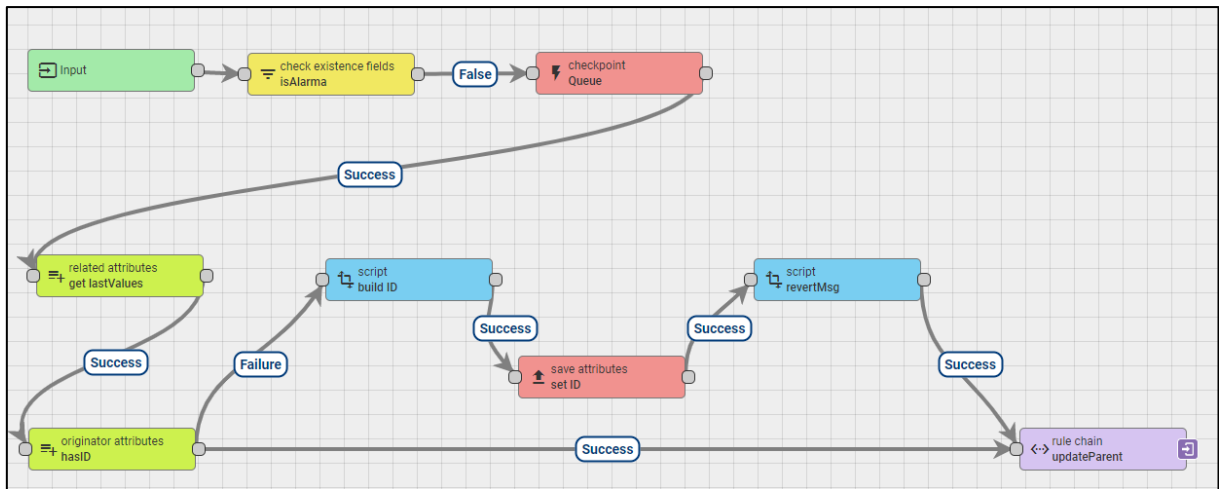 Input
check existence fields
isAlarma
False
checkpoint
Queue
Success
related attributes
get lastValues
script
build ID
script
revertMsg
Success
Success
Success
Failure
save attributes
set ID
Success
originator attributes
hasID
Success
rule chain
updateParent